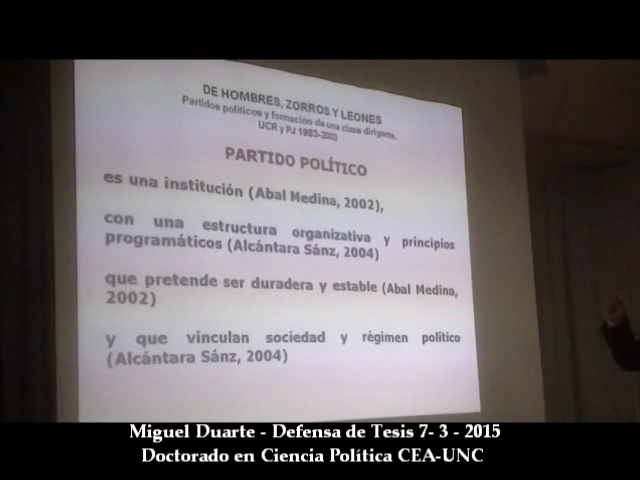 DE HOMBRES, ZORROS Y LEONES
Partidos políticos y formación de una clase dirigente.
UCR y PJ 1983-2003
PARTIDO POLÍTICO
es una institución (Abal Medina, 2002),
con una estructura organizativa y principios
programáticos (Alcántara Sánz, 2004)
que pretende ser duradera y estable (Abal Medina,
2002)
y que vinculan sociedad y régimen político
(Alcántara Sánz, 2004)
Miguel Duarte - Defensa de Tesis 7- 3 - 2015
Doctorado en Ciencia Política CEA-UNC